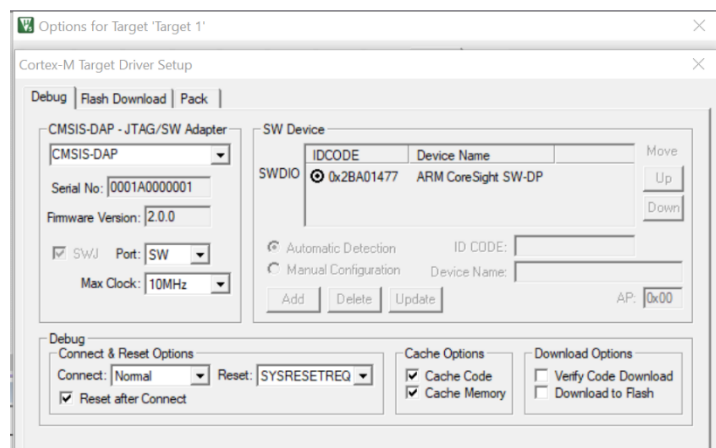 Options for Target 'Target 1'
Cortex-M Target Driver Setup
Debug Flash Download Pack
CMSIS-DAP - JTAG/SW Adapter
CMSIS-DAP
Serial No: 0001A0000001
Firmware Version: 2.0.0
SWJ Port: SW
Max Clock: 10MHz
SW Device
IDCODE Device Name Move
SWDIO 0x2BA01477 ARM CoreSight SW-DP Up
Down
Automatic Detection ID CODE:
Manual Configuration Device Name:
Add Delete Update AP: 0x00
Debug
Connect & Reset Options
Connect: Normal Reset: SYSRESETREQ
Reset after Connect
Cache Options
Cache Code
Cache Memory
Download Options
Verify Code Download
Download to Flash